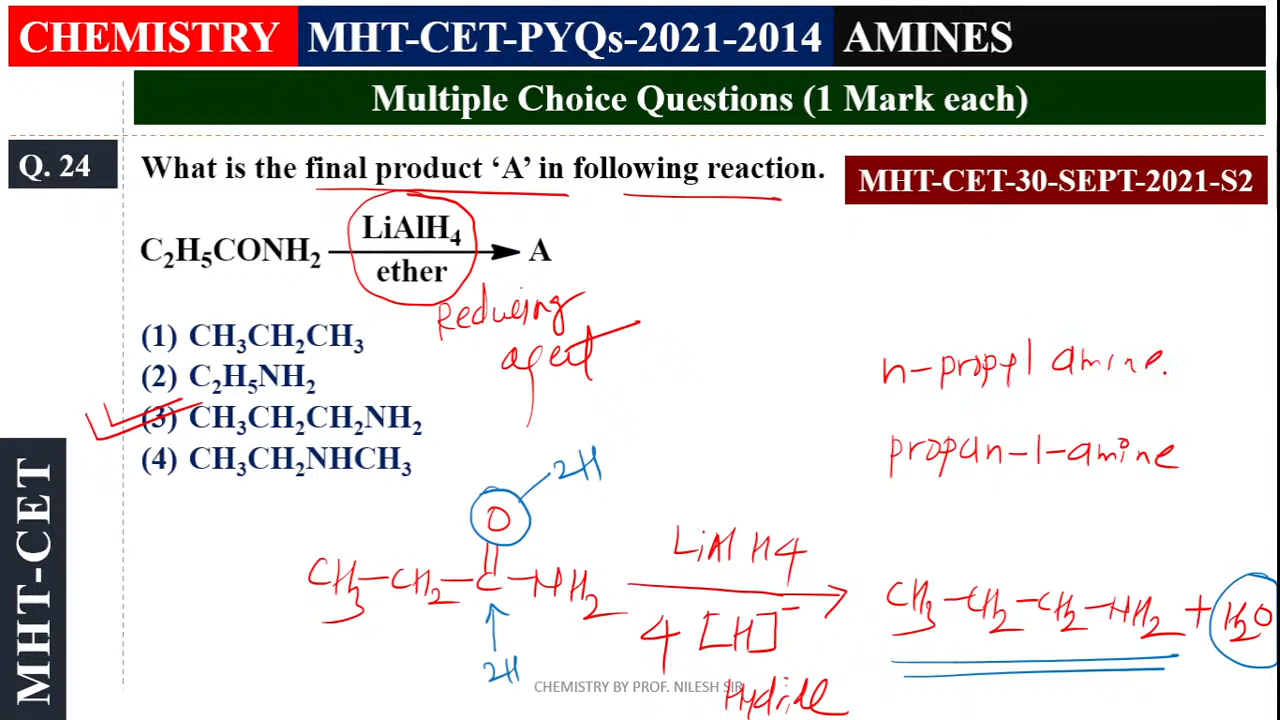 CHEMISTRY MHT-CET-PYQs-2021-2014 AMINES
Multiple Choice Questions (1 Mark each)
Q. 24 What is the final product ‘A’ in following reaction.
MHT-CET-30-SEPT-2021-S2
LiAlH₄
C₂H₅CONH₂ → A
ether
Reducing
agent
(1) CH₃CH₂CH₃
(2) C₂H₅NH₂
(3) CH₃CH₂CH₂NH₂
(4) CH₃CH₂NHCH₃
n-propyl amine.
propan-1-amine
2H
O
CH₃-CH₂-C-NH₂
LiAlH4
4 [H]⁻
CH₃-CH₂-CH₂-NH₂ + H₂O
2H
Hydride
CHEMISTRY BY PROF. NILESH SIR
MHT-CET